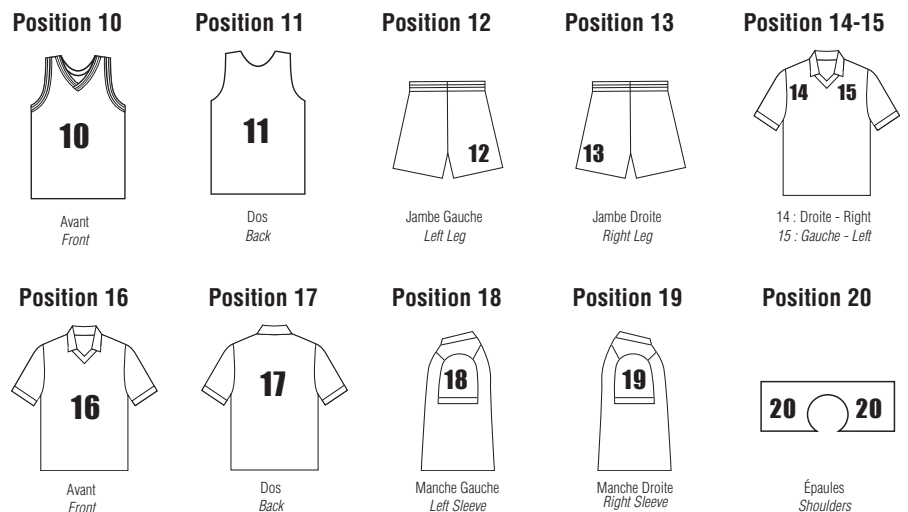 Position 10
Position 11
Position 12
Position 13
Position 14-15
10
11
12
13
14 15
Avant
Front
Dos
Back
Jambe Gauche
Left Leg
Jambe Droite
Right Leg
14 : Droite - Right
15 : Gauche - Left
Position 16
Position 17
Position 18
Position 19
Position 20
16
17
18
19
20 20
Avant
Front
Dos
Back
Manche Gauche
Left Sleeve
Manche Droite
Right Sleeve
Épaules
Shoulders